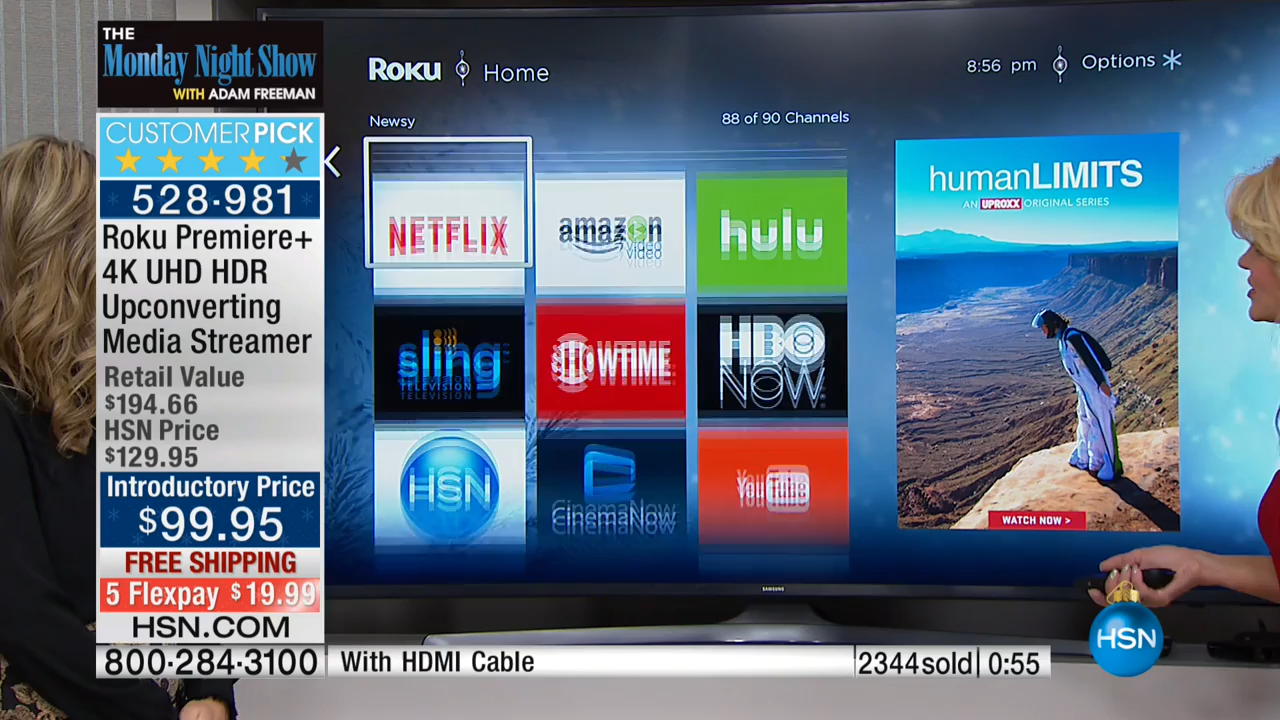 THE
Monday Night Show
WITH ADAM FREEMAN
CUSTOMER PICK
528-981
Roku Premiere+
4K UHD HDR
Upconverting
Media Streamer
Retail Value
$194.66
HSN Price
$129.95
Introductory Price
$99.95
FREE SHIPPING
5 Flexpay $19.99
HSN.COM
800-284-3100
With HDMI Cable
2344 sold 0:55
HSN
Roku Home
8:56 pm
Options
Newsy
88 of 90 Channels
NETFLIX
amazon
video
hulu
sling
TELEVISION
SHOWTIME
HBO
NOW
HSN
CinemaNow
YouTube
humanLIMITS
AN UPROXX ORIGINAL SERIES
WATCH NOW >
SAMSUNG